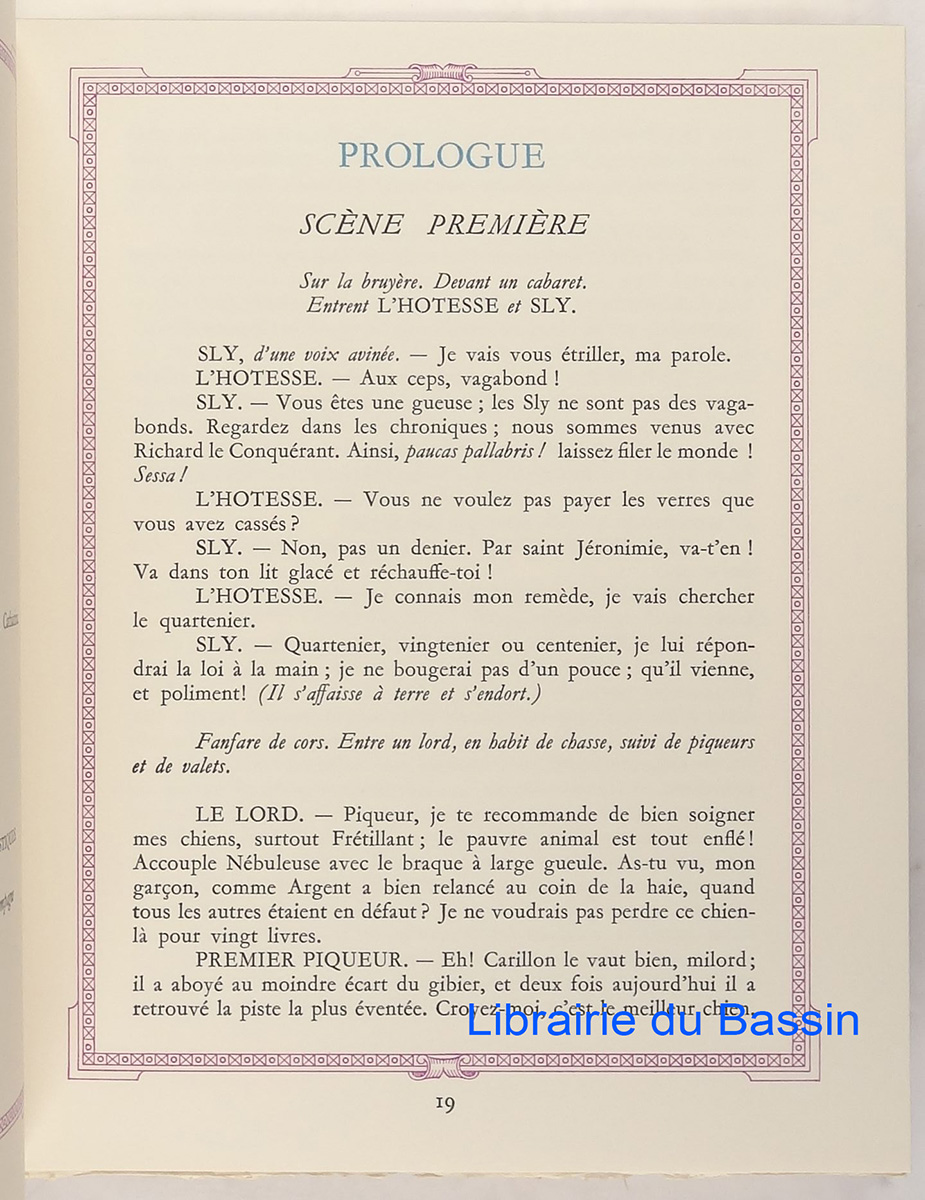 PROLOGUE
SCÈNE PREMIÈRE
Sur la bruyère. Devant un cabaret.
Entrent L'HOTESSE et SLY.
SLY, d'une voix avinée. — Je vais vous étriller, ma parole.
L'HOTESSE. — Aux ceps, vagabond !
SLY. — Vous êtes une gueuse ; les Sly ne sont pas des vaga-
bonds. Regardez dans les chroniques ; nous sommes venus avec
Richard le Conquérant. Ainsi, paucas pallabris ! laissez filer le monde !
Sessa !
L'HOTESSE. — Vous ne voulez pas payer les verres que
vous avez cassés ?
SLY. — Non, pas un denier. Par saint Jéronimie, va-t'en !
Va dans ton lit glacé et réchauffe-toi !
L'HOTESSE. — Je connais mon remède, je vais chercher
le quartenier.
SLY. — Quartenier, vingtenier ou centenier, je lui répon-
drai la loi à la main ; je ne bougerai pas d'un pouce ; qu'il vienne,
et poliment! (Il s'affaisse à terre et s'endort.)
Fanfare de cors. Entre un lord, en habit de chasse, suivi de piqueurs
et de valets.
LE LORD. — Piqueur, je te recommande de bien soigner
mes chiens, surtout Frétillant ; le pauvre animal est tout enflé!
Accouple Nébuleuse avec le braque à large gueule. As-tu vu, mon
garçon, comme Argent a bien relancé au coin de la haie, quand
tous les autres étaient en défaut ? Je ne voudrais pas perdre ce chien-
là pour vingt livres.
PREMIER PIQUEUR. — Eh! Carillon le vaut bien, milord ;
il a aboyé au moindre écart du gibier, et deux fois aujourd'hui il a
retrouvé la piste la plus éventée. Croyez-moi, c'est le meilleur chien.
Librairie du Bassin
19